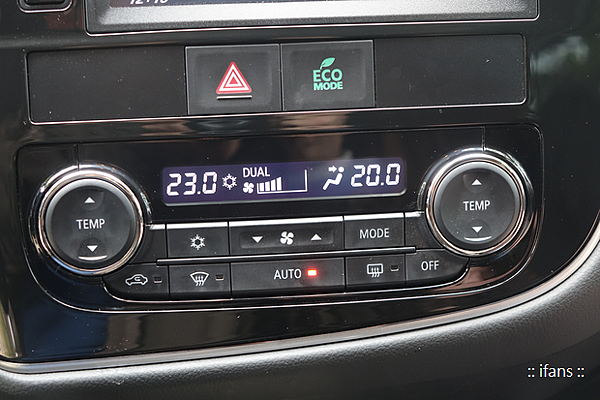 ECO
MODE
23.0 DUAL 20.0
TEMP
TEMP
MODE
AUTO
OFF
:: ifans ::